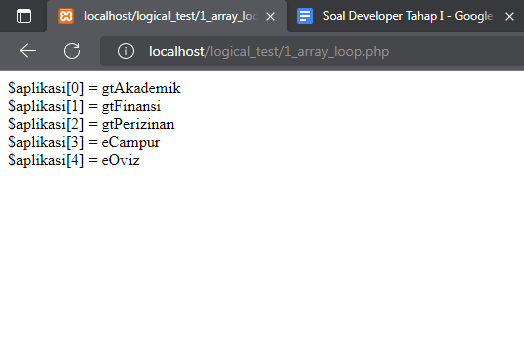 localhost/logical_test/1_array_loo
Soal Developer Tahap I - Google
localhost/logical_test/1_array_loop.php
$aplikasi[0] = gtAkademik
$aplikasi[1] = gtFinansi
$aplikasi[2] = gtPerizinan
$aplikasi[3] = eCampur
$aplikasi[4] = eOviz